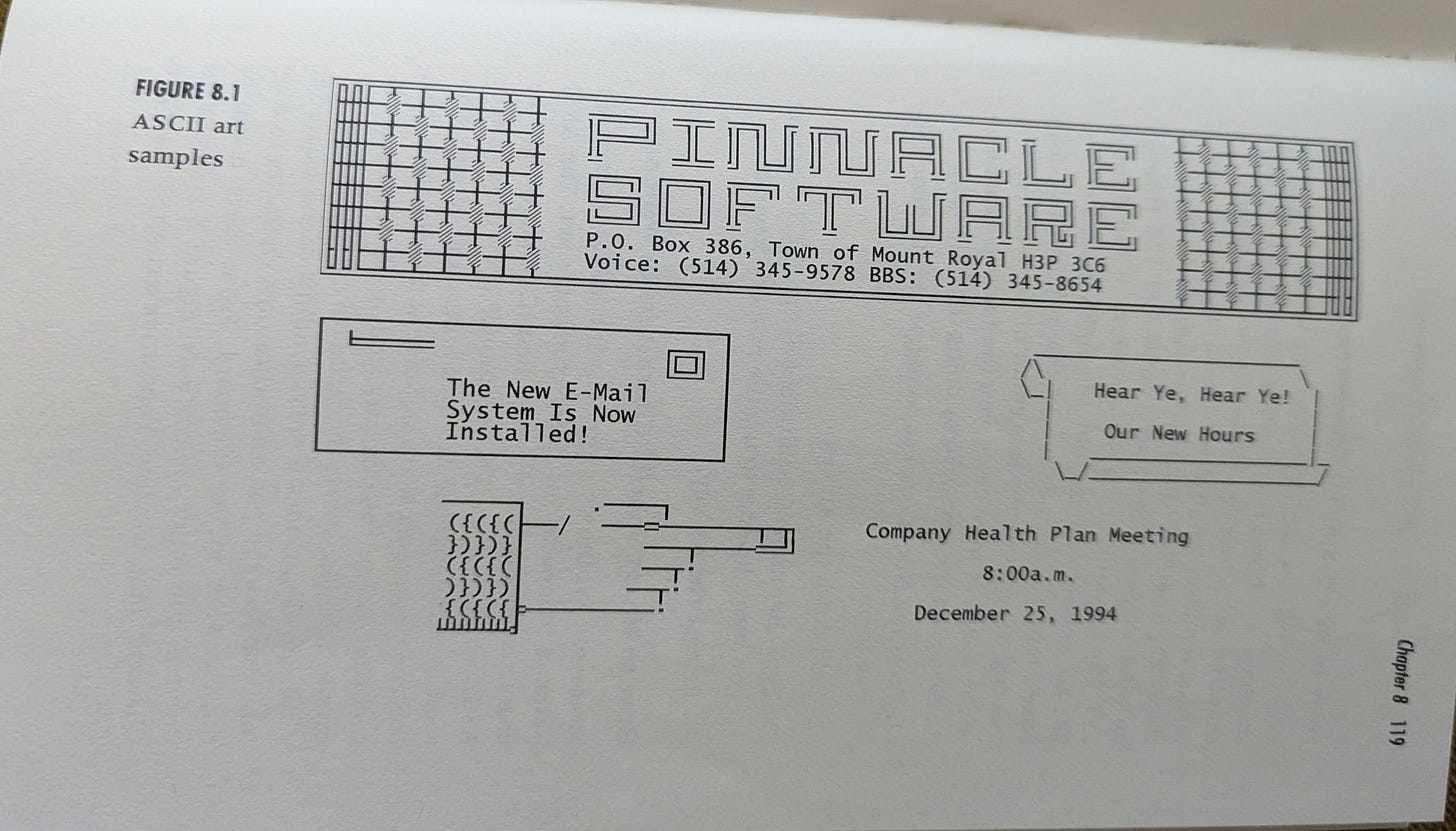 FIGURE 8.1
ASCII art
samples
PINNACLE
SOFTWARE
P.O. Box 386, Town of Mount Royal H3P 3C6
Voice: (514) 345-9578 BBS: (514) 345-8654
The New E-Mail
System Is Now
Installed!
Hear Ye, Hear Ye!
Our New Hours
({({(
})})}
({({(
)})})
{({({
Company Health Plan Meeting
8:00a.m.
December 25, 1994
Chapter 8 119